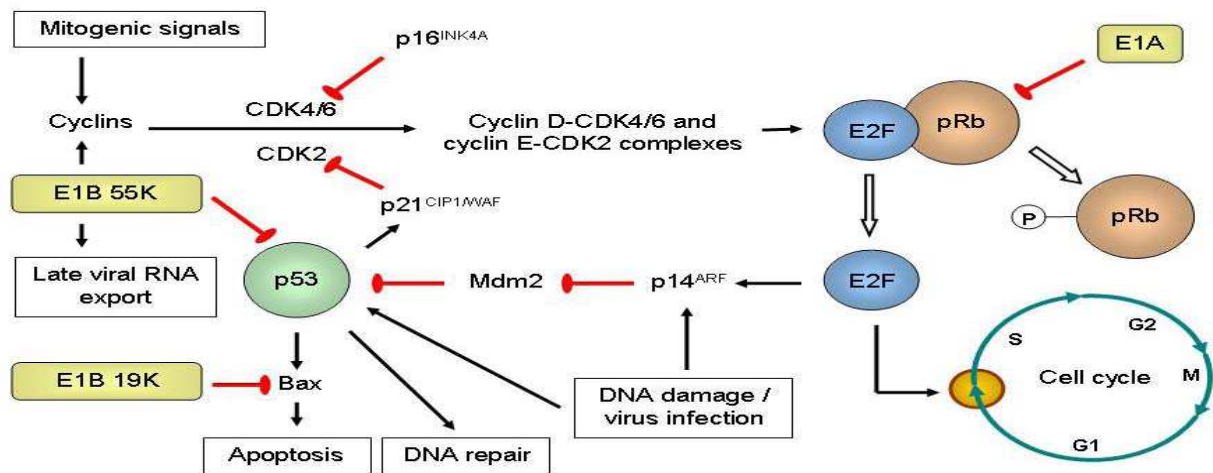 Mitogenic signals
p16INK4A
E1A
Cyclins
CDK4/6
CDK2
Cyclin D-CDK4/6 and
cyclin E-CDK2 complexes
E2F
pRb
E1B 55K
p21CIP1/WAF
P
pRb
Late viral RNA
export
p53
Mdm2
p14ARF
E2F
S
G2
M
G1
Cell cycle
E1B 19K
Bax
DNA damage /
virus infection
Apoptosis
DNA repair